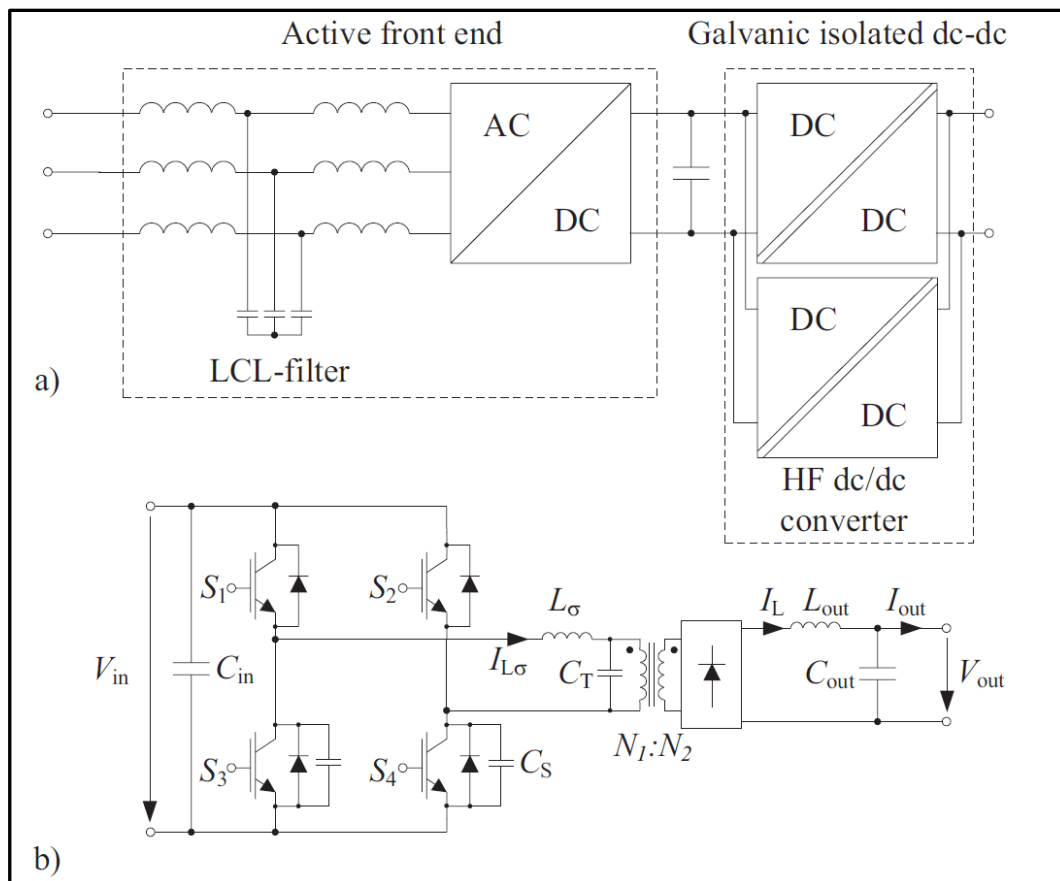 Active front end
Galvanic isolated dc-dc
AC
DC
DC
DC
DC
DC
LCL-filter
HF dc/dc
converter
a)
S1
S2
Lσ
IL
Lout
Iout
Vin
Cin
ILσ
CT
Cout
Vout
N1:N2
S3
S4
CS
b)